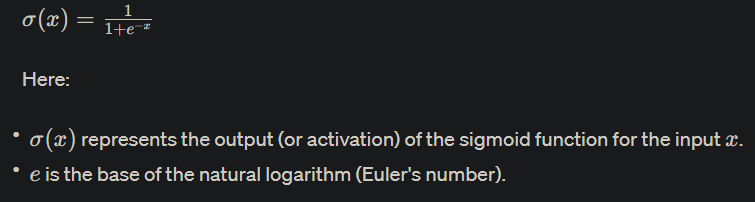 σ(x) = 1/(1+e^{-x})
Here:
• σ(x) represents the output (or activation) of the sigmoid function for the input x.
• e is the base of the natural logarithm (Euler's number).